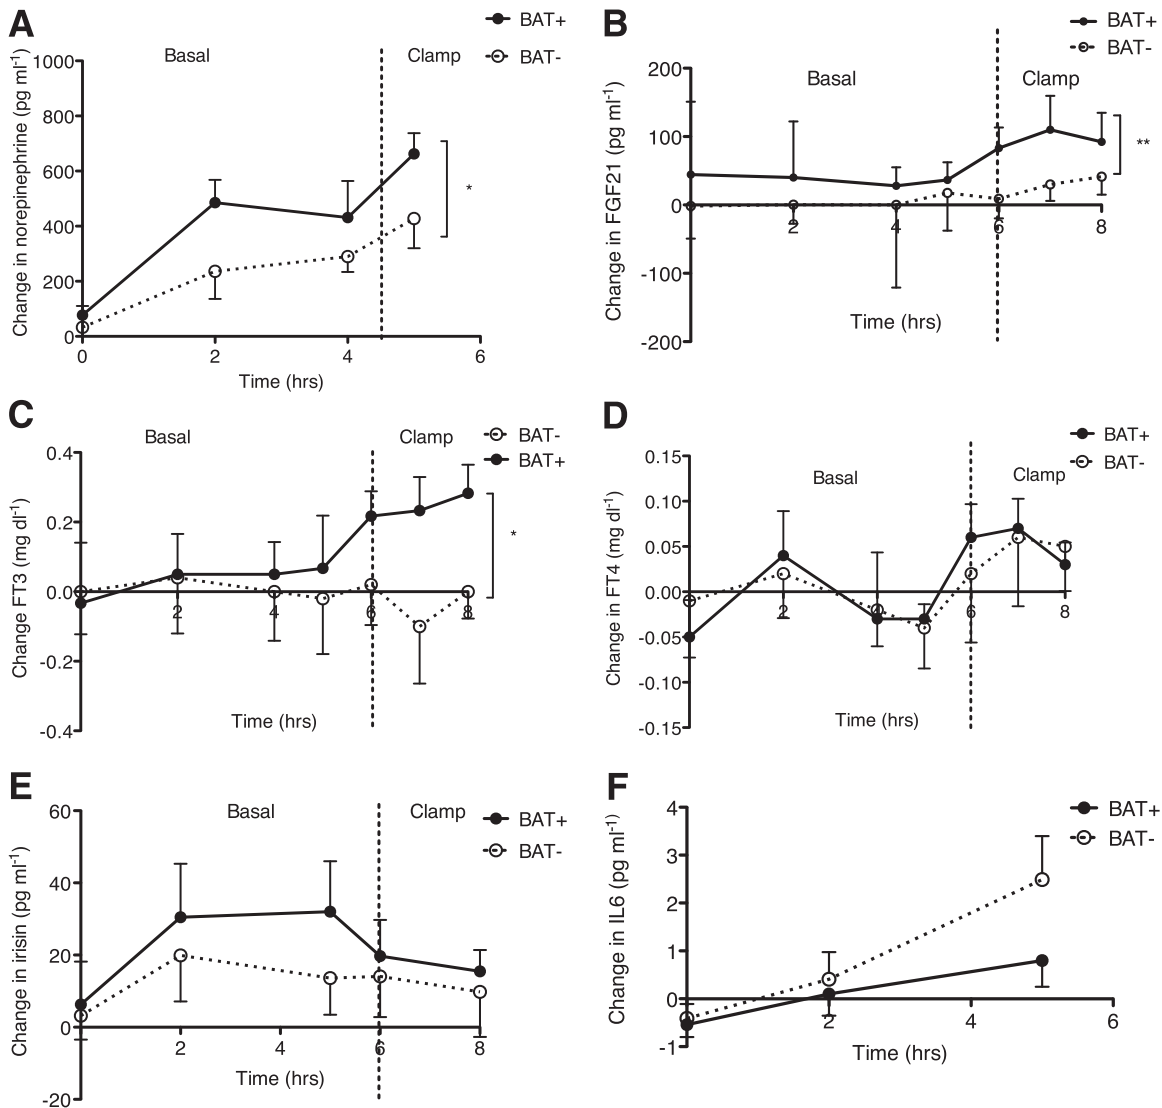 A
BAT+
BAT-
Basal
Clamp
Change in norepinephrine (pg ml-1)
1000
800
600
400
200
0
*
0 2 4 6
Time (hrs)
B
BAT+
BAT-
Basal
Clamp
Change in FGF21 (pg ml-1)
200
100
0
-100
-200
**
2 4 6 8
Time (hrs)
C
BAT-
BAT+
Basal
Clamp
Change FT3 (mg dl-1)
0.4
0.2
0.0
-0.2
-0.4
*
2 4 6 8
Time (hrs)
D
BAT+
BAT-
Basal
Clamp
Change in FT4 (mg dl-1)
0.15
0.10
0.05
0.00
-0.05
-0.10
-0.15
2 4 6 8
Time (hrs)
E
BAT+
BAT-
Basal
Clamp
Change in irisin (pg ml-1)
60
40
20
0
-20
2 4 6 8
Time (hrs)
F
BAT+
BAT-
Change in IL6 (pg ml-1)
4
3
2
1
0
-1
2 4 6
Time (hrs)